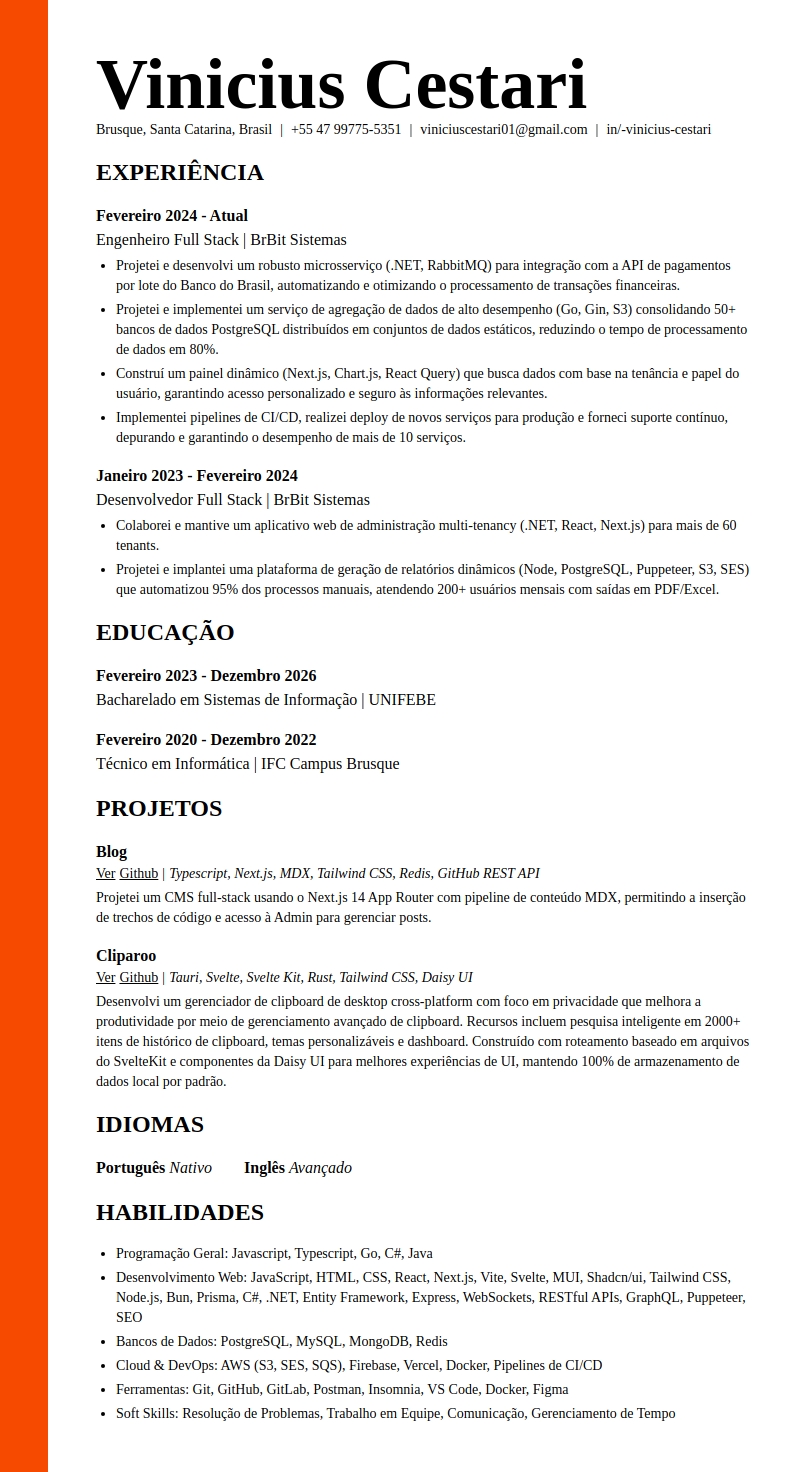 Vinicius Cestari
Brusque, Santa Catarina, Brasil | +55 47 99775-5351 | viniciuscestari01@gmail.com | in/-vinicius-cestari
EXPERIÊNCIA
Fevereiro 2024 - Atual
Engenheiro Full Stack | BrBit Sistemas
• Projetei e desenvolvi um robusto microsserviço (.NET, RabbitMQ) para integração com a API de pagamentos
por lote do Banco do Brasil, automatizando e otimizando o processamento de transações financeiras.
• Projetei e implementei um serviço de agregação de dados de alto desempenho (Go, Gin, S3) consolidando 50+
bancos de dados PostgreSQL distribuídos em conjuntos de dados estáticos, reduzindo o tempo de processamento
de dados em 80%.
• Construí um painel dinâmico (Next.js, Chart.js, React Query) que busca dados com base na tenância e papel do
usuário, garantindo acesso personalizado e seguro às informações relevantes.
• Implementei pipelines de CI/CD, realizei deploy de novos serviços para produção e forneci suporte contínuo,
depurando e garantindo o desempenho de mais de 10 serviços.
Janeiro 2023 - Fevereiro 2024
Desenvolvedor Full Stack | BrBit Sistemas
• Colaborei e mantive um aplicativo web de administração multi-tenancy (.NET, React, Next.js) para mais de 60
tenants.
• Projetei e implantei uma plataforma de geração de relatórios dinâmicos (Node, PostgreSQL, Puppeteer, S3, SES)
que automatizou 95% dos processos manuais, atendendo 200+ usuários mensais com saídas em PDF/Excel.
EDUCAÇÃO
Fevereiro 2023 - Dezembro 2026
Bacharelado em Sistemas de Informação | UNIFEBE
Fevereiro 2020 - Dezembro 2022
Técnico em Informática | IFC Campus Brusque
PROJETOS
Blog
Ver Github | Typescript, Next.js, MDX, Tailwind CSS, Redis, GitHub REST API
Projetei um CMS full-stack usando o Next.js 14 App Router com pipeline de conteúdo MDX, permitindo a inserção
de trechos de código e acesso à Admin para gerenciar posts.
Cliparoo
Ver Github | Tauri, Svelte, Svelte Kit, Rust, Tailwind CSS, Daisy UI
Desenvolvi um gerenciador de clipboard de desktop cross-platform com foco em privacidade que melhora a
produtividade por meio de gerenciamento avançado de clipboard. Recursos incluem pesquisa inteligente em 2000+
itens de histórico de clipboard, temas personalizáveis e dashboard. Construído com roteamento baseado em arquivos
do SvelteKit e componentes da Daisy UI para melhores experiências de UI, mantendo 100% de armazenamento de
dados local por padrão.
IDIOMAS
Português Nativo Inglês Avançado
HABILIDADES
• Programação Geral: Javascript, Typescript, Go, C#, Java
• Desenvolvimento Web: JavaScript, HTML, CSS, React, Next.js, Vite, Svelte, MUI, Shadcn/ui, Tailwind CSS,
Node.js, Bun, Prisma, C#, .NET, Entity Framework, Express, WebSockets, RESTful APIs, GraphQL, Puppeteer,
SEO
• Bancos de Dados: PostgreSQL, MySQL, MongoDB, Redis
• Cloud & DevOps: AWS (S3, SES, SQS), Firebase, Vercel, Docker, Pipelines de CI/CD
• Ferramentas: Git, GitHub, GitLab, Postman, Insomnia, VS Code, Docker, Figma
• Soft Skills: Resolução de Problemas, Trabalho em Equipe, Comunicação, Gerenciamento de Tempo